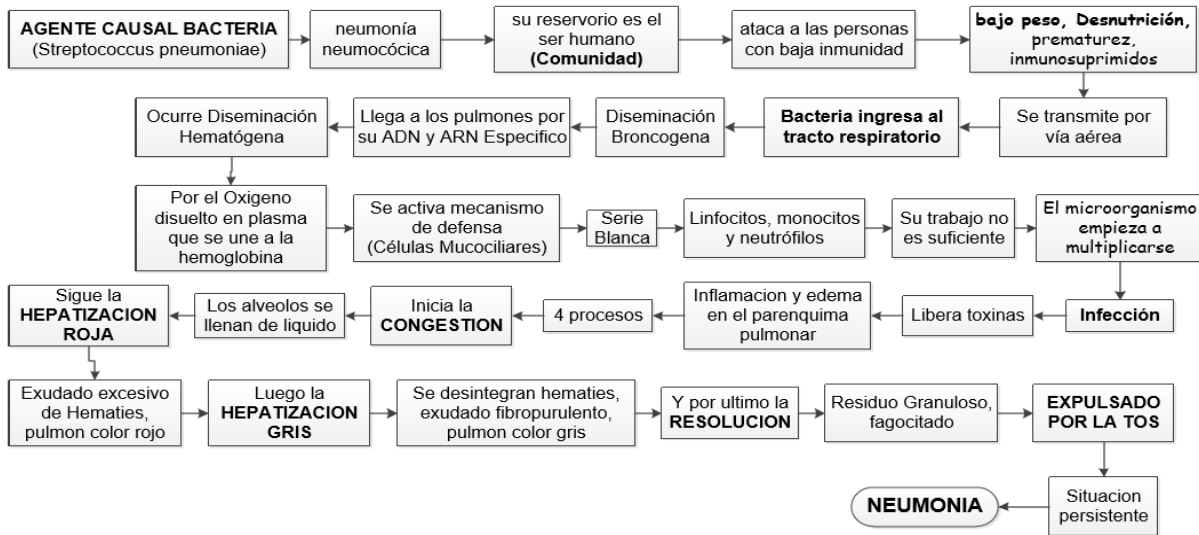 AGENTE CAUSAL BACTERIA
(Streptococcus pneumoniae)
neumonía
neumocócica
su reservorio es el
ser humano
(Comunidad)
ataca a las personas
con baja inmunidad
bajo peso, Desnutrición,
prematurez,
inmunosuprimidos
Se transmite por
vía aérea
Bacteria ingresa al
tracto respiratorio
Diseminación
Broncogena
Llega a los pulmones por
su ADN y ARN Especifico
Ocurre Diseminación
Hematógena
Por el Oxigeno
disuelto en plasma
que se une a la
hemoglobina
Se activa mecanismo
de defensa
(Células Mucociliares)
Serie
Blanca
Linfocitos, monocitos
y neutrófilos
Su trabajo no
es suficiente
El microorganismo
empieza a
multiplicarse
Infección
Libera toxinas
Inflamacion y edema
en el parenquima
pulmonar
4 procesos
Inicia la
CONGESTION
Los alveolos se
llenan de liquido
Sigue la
HEPATIZACION
ROJA
Exudado excesivo
de Hematies,
pulmon color rojo
Luego la
HEPATIZACION
GRIS
Se desintegran hematies,
exudado fibropurulento,
pulmon color gris
Y por ultimo la
RESOLUCION
Residuo Granuloso,
fagocitado
EXPULSADO
POR LA TOS
Situacion
persistente
NEUMONIA